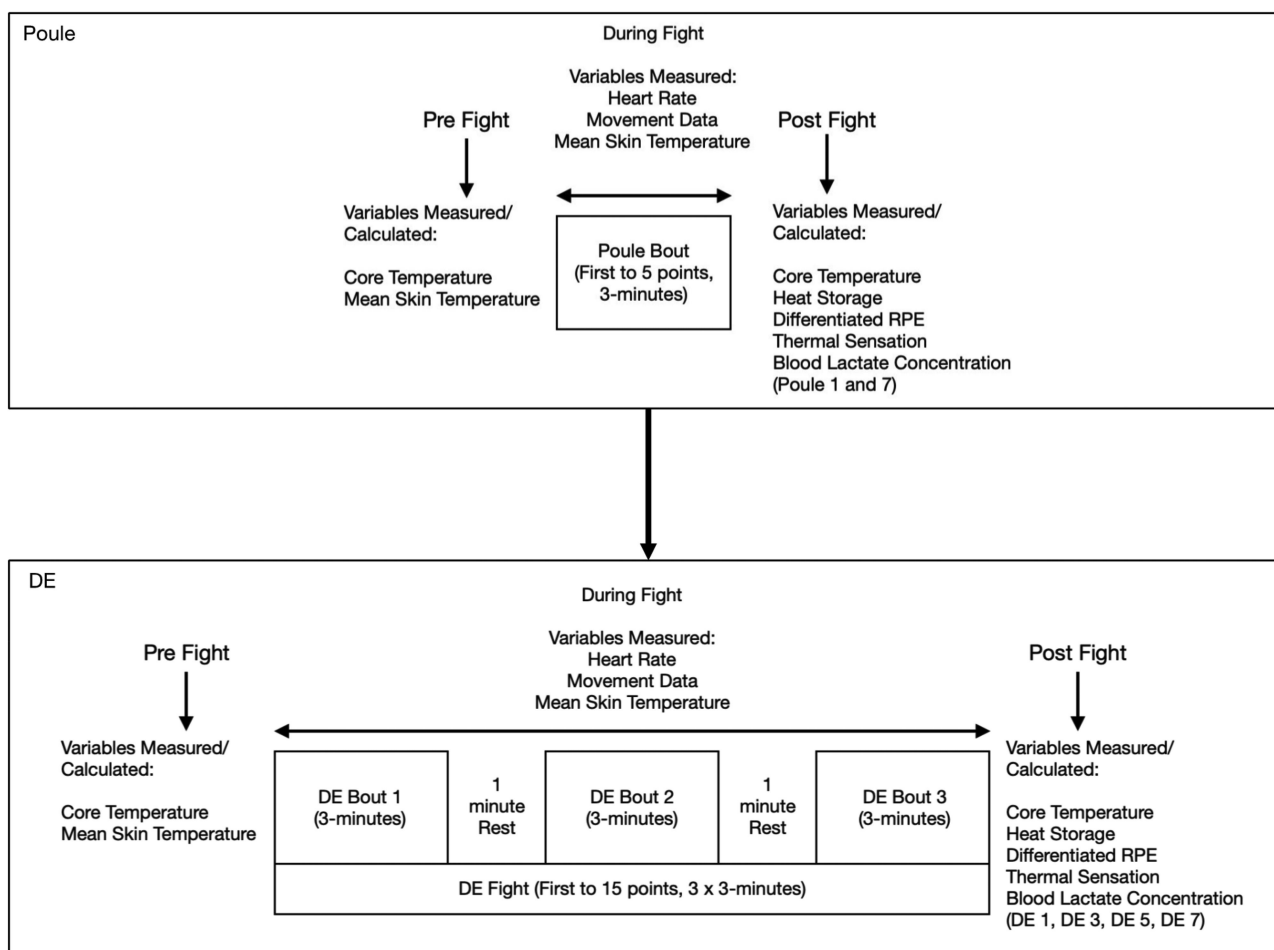 Poule
During Fight
Variables Measured:
Heart Rate
Movement Data
Mean Skin Temperature
Pre Fight
Variables Measured/
Calculated:
Core Temperature
Mean Skin Temperature
Poule Bout
(First to 5 points,
3-minutes)
Post Fight
Variables Measured/
Calculated:
Core Temperature
Heat Storage
Differentiated RPE
Thermal Sensation
Blood Lactate Concentration
(Poule 1 and 7)
DE
During Fight
Variables Measured:
Heart Rate
Movement Data
Mean Skin Temperature
Pre Fight
Variables Measured/
Calculated:
Core Temperature
Mean Skin Temperature
DE Bout 1
(3-minutes)
1
minute
Rest
DE Bout 2
(3-minutes)
1
minute
Rest
DE Bout 3
(3-minutes)
DE Fight (First to 15 points, 3 x 3-minutes)
Post Fight
Variables Measured/
Calculated:
Core Temperature
Heat Storage
Differentiated RPE
Thermal Sensation
Blood Lactate Concentration
(DE 1, DE 3, DE 5, DE 7)